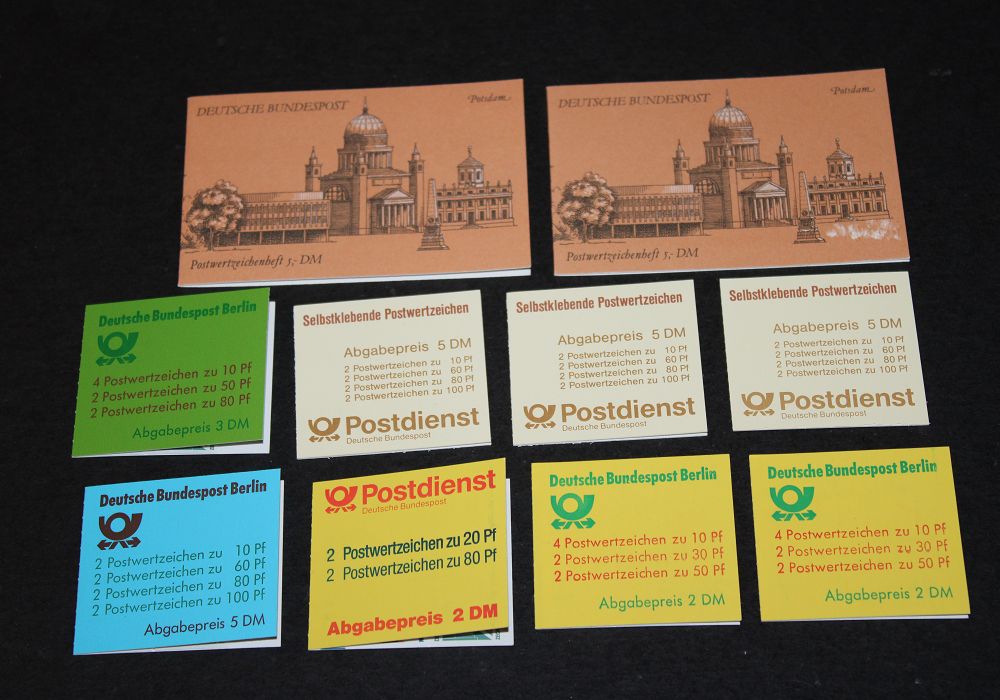 DEUTSCHE BUNDESPOST
Potsdam
Postwertzeichenheft 5,- DM
DEUTSCHE BUNDESPOST
Potsdam
Postwertzeichenheft 5,- DM
Deutsche Bundespost Berlin
4 Postwertzeichen zu 10 Pf
2 Postwertzeichen zu 50 Pf
2 Postwertzeichen zu 80 Pf
Abgabepreis 3 DM
Selbstklebende Postwertzeichen
Abgabepreis 5 DM
2 Postwertzeichen zu 10 Pf
2 Postwertzeichen zu 60 Pf
2 Postwertzeichen zu 80 Pf
2 Postwertzeichen zu 100 Pf
Postdienst
Deutsche Bundespost
Selbstklebende Postwertzeichen
Abgabepreis 5 DM
2 Postwertzeichen zu 10 Pf
2 Postwertzeichen zu 60 Pf
2 Postwertzeichen zu 80 Pf
2 Postwertzeichen zu 100 Pf
Postdienst
Deutsche Bundespost
Selbstklebende Postwertzeichen
Abgabepreis 5 DM
2 Postwertzeichen zu 10 Pf
2 Postwertzeichen zu 60 Pf
2 Postwertzeichen zu 80 Pf
2 Postwertzeichen zu 100 Pf
Postdienst
Deutsche Bundespost
Deutsche Bundespost Berlin
2 Postwertzeichen zu 10 Pf
2 Postwertzeichen zu 60 Pf
2 Postwertzeichen zu 80 Pf
2 Postwertzeichen zu 100 Pf
Abgabepreis 5 DM
Postdienst
Deutsche Bundespost
2 Postwertzeichen zu 20 Pf
2 Postwertzeichen zu 80 Pf
Abgabepreis 2 DM
Deutsche Bundespost Berlin
4 Postwertzeichen zu 10 Pf
2 Postwertzeichen zu 30 Pf
2 Postwertzeichen zu 50 Pf
Abgabepreis 2 DM
Deutsche Bundespost Berlin
4 Postwertzeichen zu 10 Pf
2 Postwertzeichen zu 30 Pf
2 Postwertzeichen zu 50 Pf
Abgabepreis 2 DM